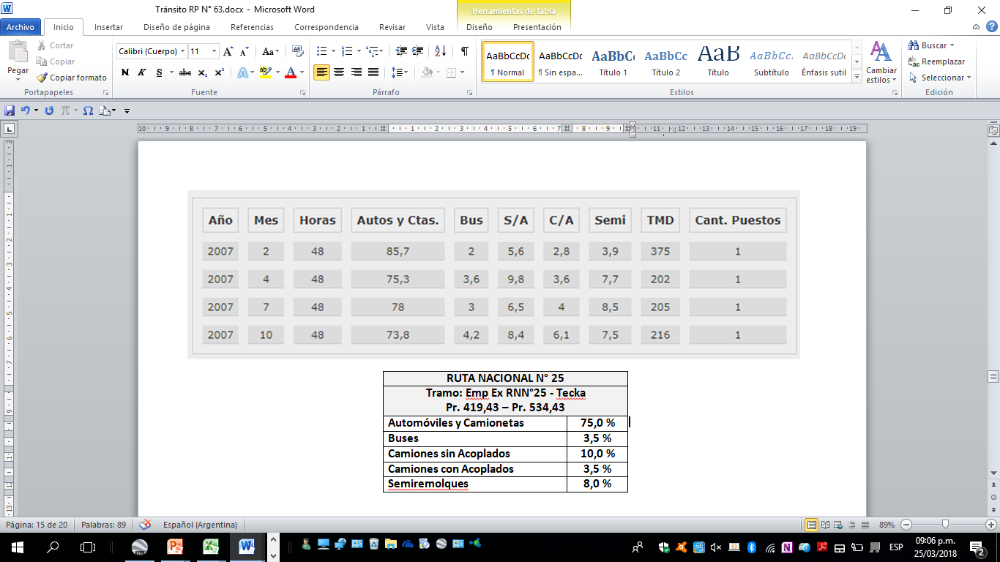 Tránsito RP N° 63.docx - Microsoft Word
Herramientas de tabla
Archivo Inicio Insertar Diseño de página Referencias Correspondencia Revisar Vista Diseño Presentación
Pegar
Cortar
Copiar
Copiar formato
Portapapeles
Calibri (Cuerpo) 11
N K S abc x₂ x²
Fuente
Párrafo
AaBbCcDc AaBbCcDc AaBbCc AaBbCc AaB AaBbCc. AaBbCcDc
¶ Normal ¶ Sin espa... Título 1 Título 2 Título Subtítulo Énfasis sutil
Estilos
Cambiar estilos
Buscar
Reemplazar
Seleccionar
Edición
Año Mes Horas Autos y Ctas. Bus S/A C/A Semi TMD Cant. Puestos
2007 2 48 85,7 2 5,6 2,8 3,9 375 1
2007 4 48 75,3 3,6 9,8 3,6 7,7 202 1
2007 7 48 78 3 6,5 4 8,5 205 1
2007 10 48 73,8 4,2 8,4 6,1 7,5 216 1
RUTA NACIONAL N° 25
Tramo: Emp Ex RNN°25 - Tecka
Pr. 419,43 – Pr. 534,43
Automóviles y Camionetas 75,0 %
Buses 3,5 %
Camiones sin Acoplados 10,0 %
Camiones con Acoplados 3,5 %
Semiremolques 8,0 %
Página: 15 de 20 Palabras: 89 Español (Argentina) 89%
ESP 09:06 p.m.
25/03/2018